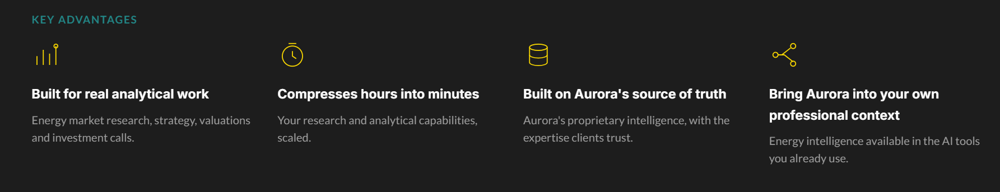 KEY ADVANTAGES
Built for real analytical work
Energy market research, strategy, valuations
and investment calls.
Compresses hours into minutes
Your research and analytical capabilities,
scaled.
Built on Aurora's source of truth
Aurora's proprietary intelligence, with the
expertise clients trust.
Bring Aurora into your own
professional context
Energy intelligence available in the AI tools
you already use.